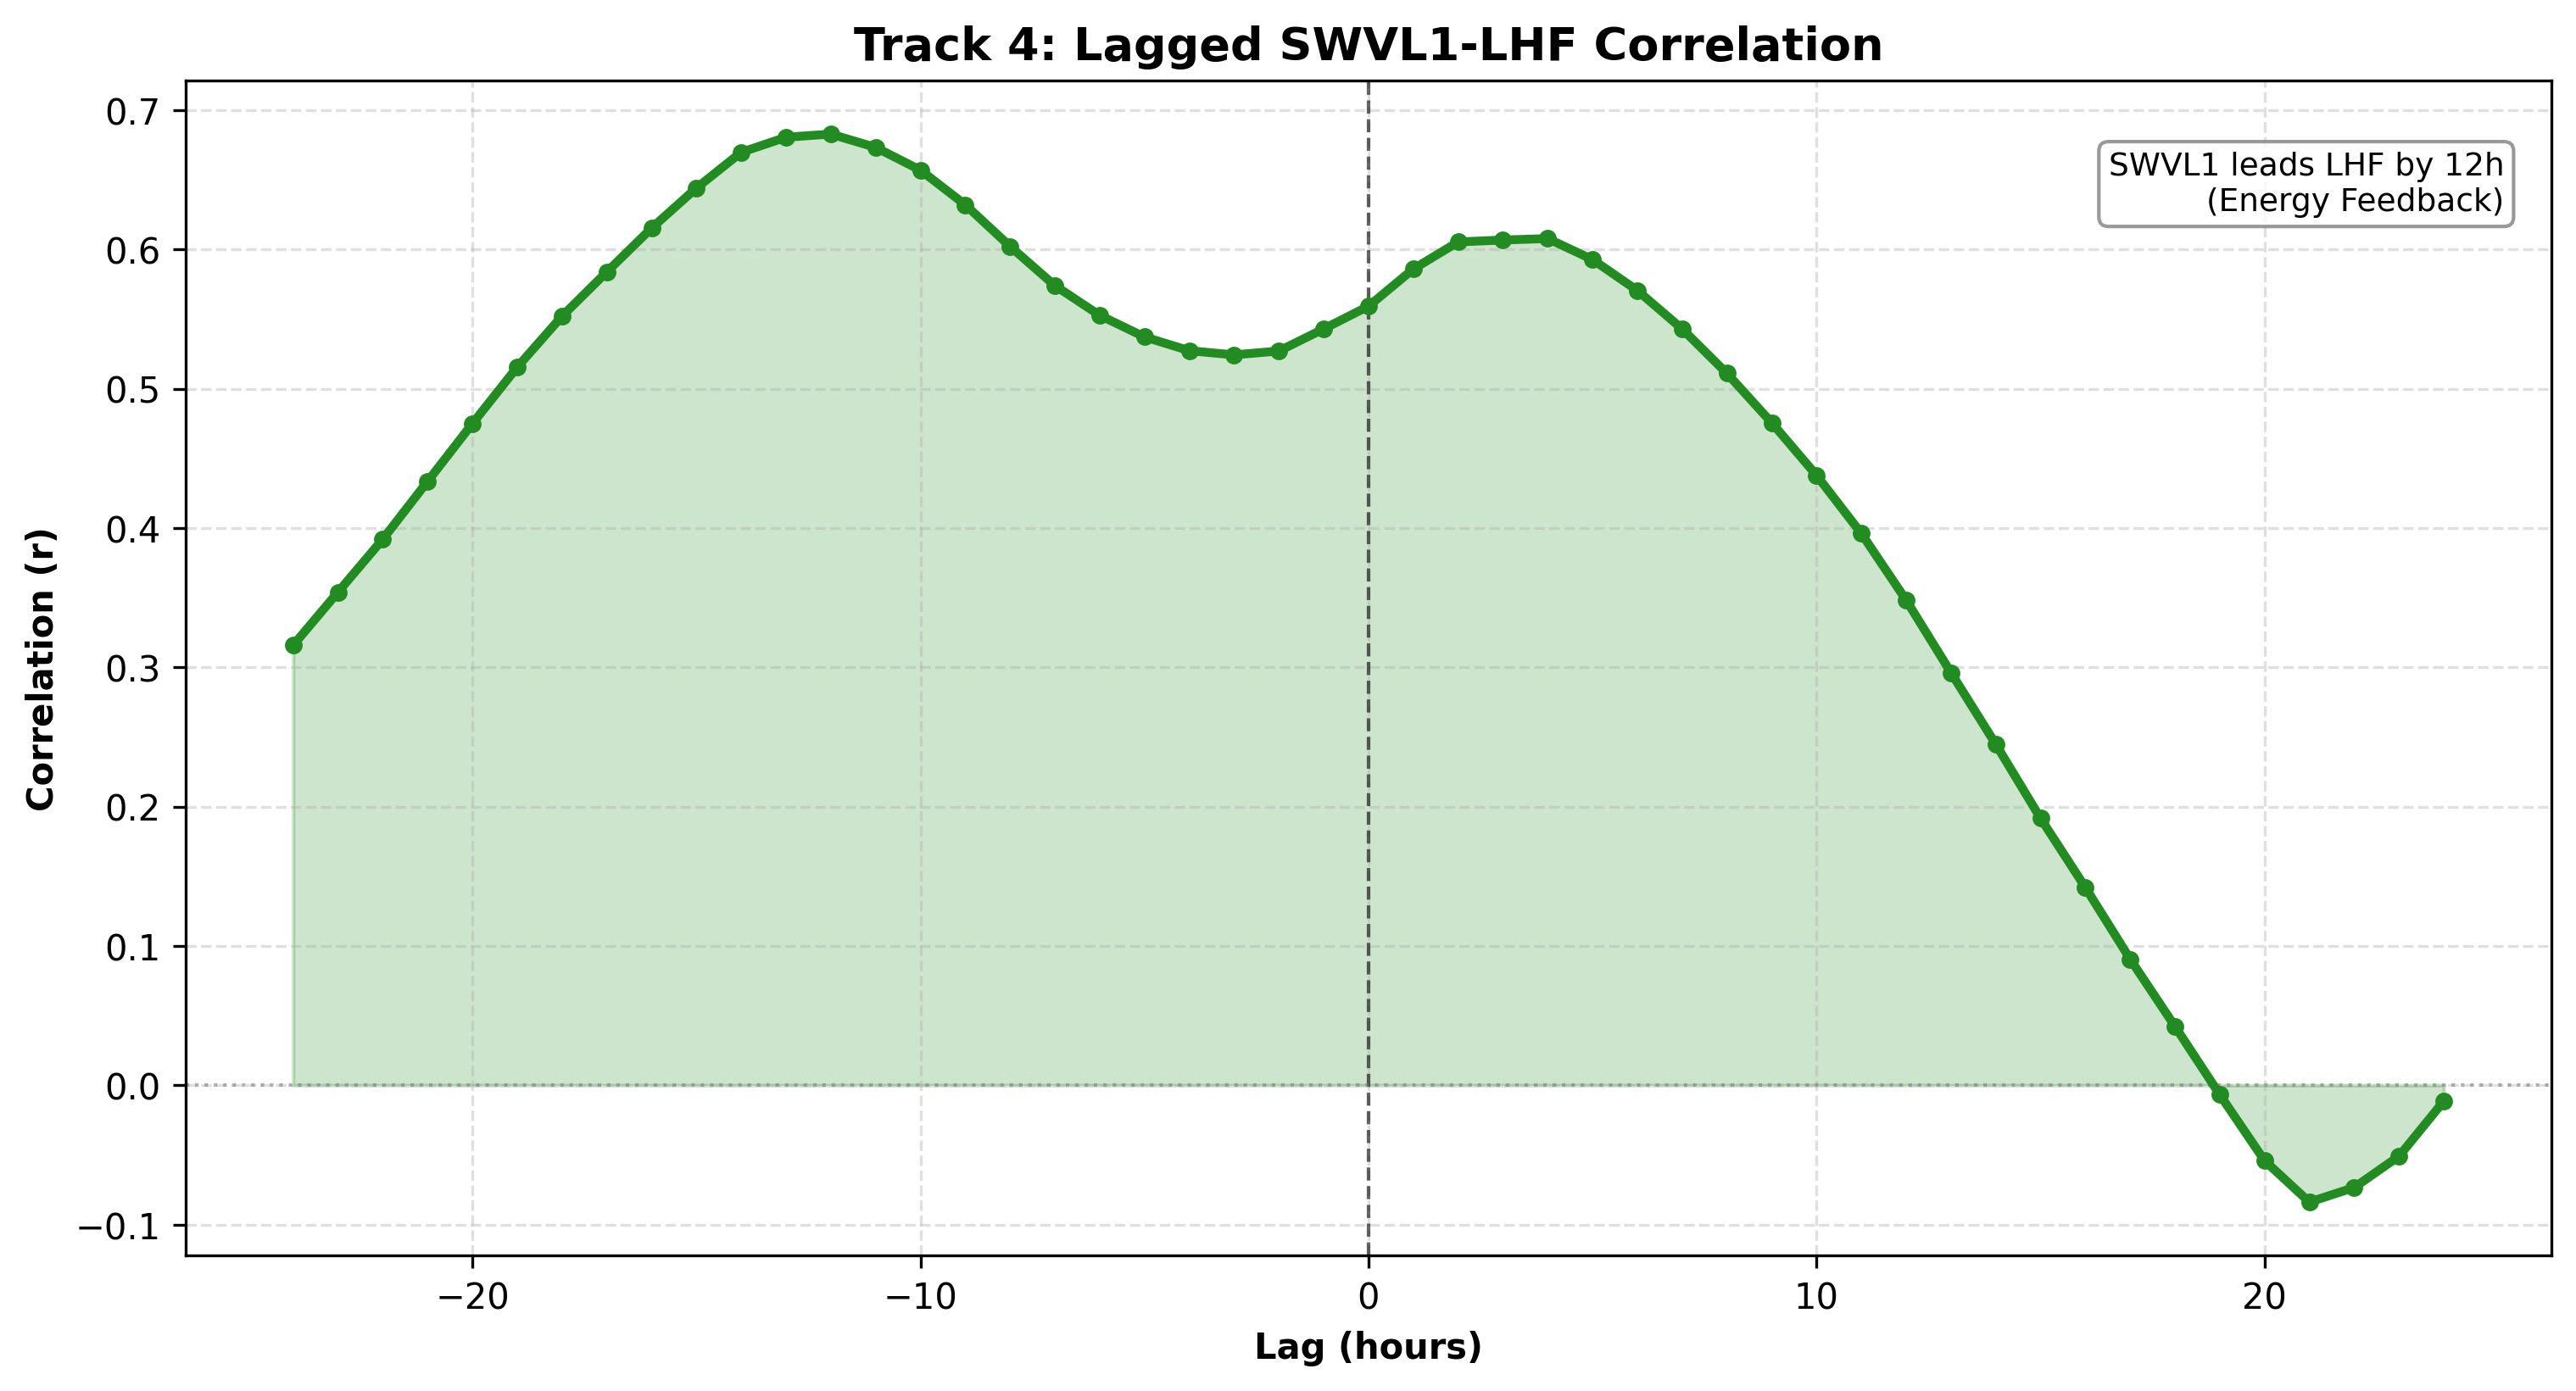 Track 4: Lagged SWVL1-LHF Correlation
SWVL1 leads LHF by 12h
(Energy Feedback)
Correlation (r)
0.7
0.6
0.5
0.4
0.3
0.2
0.1
0.0
−0.1
−20
−10
0
10
20
Lag (hours)